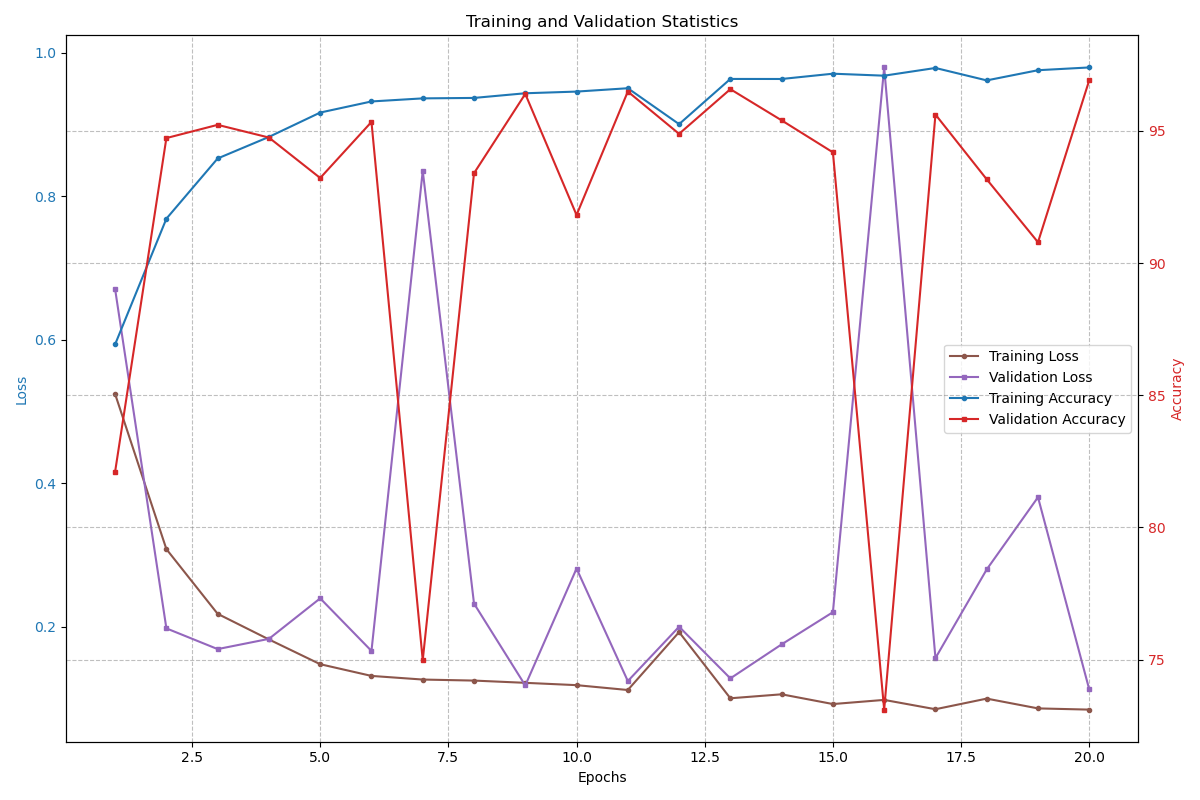 Training and Validation Statistics
1.0
0.8
0.6
0.4
0.2
Loss
95
90
85
80
75
Accuracy
Training Loss
Validation Loss
Training Accuracy
Validation Accuracy
2.5 5.0 7.5 10.0 12.5 15.0 17.5 20.0
Epochs